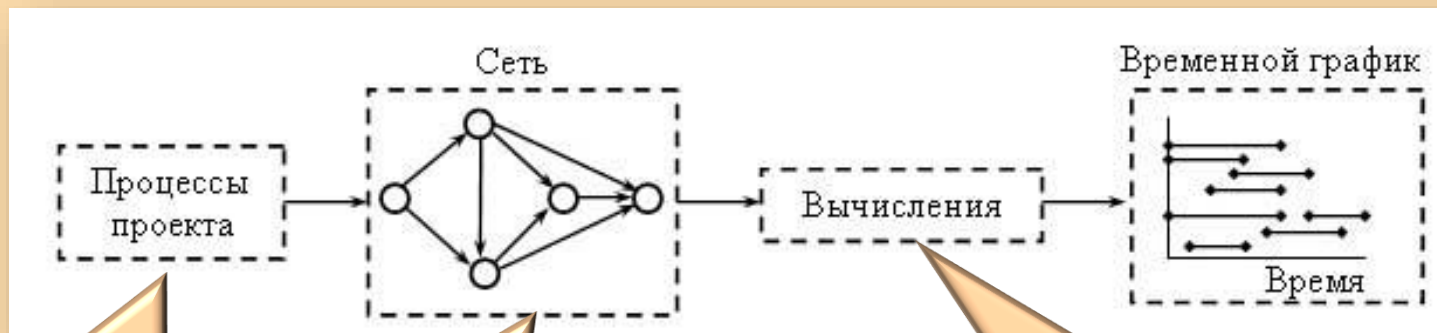 Сеть
Временной график
Процессы
проекта
Вычисления
Время